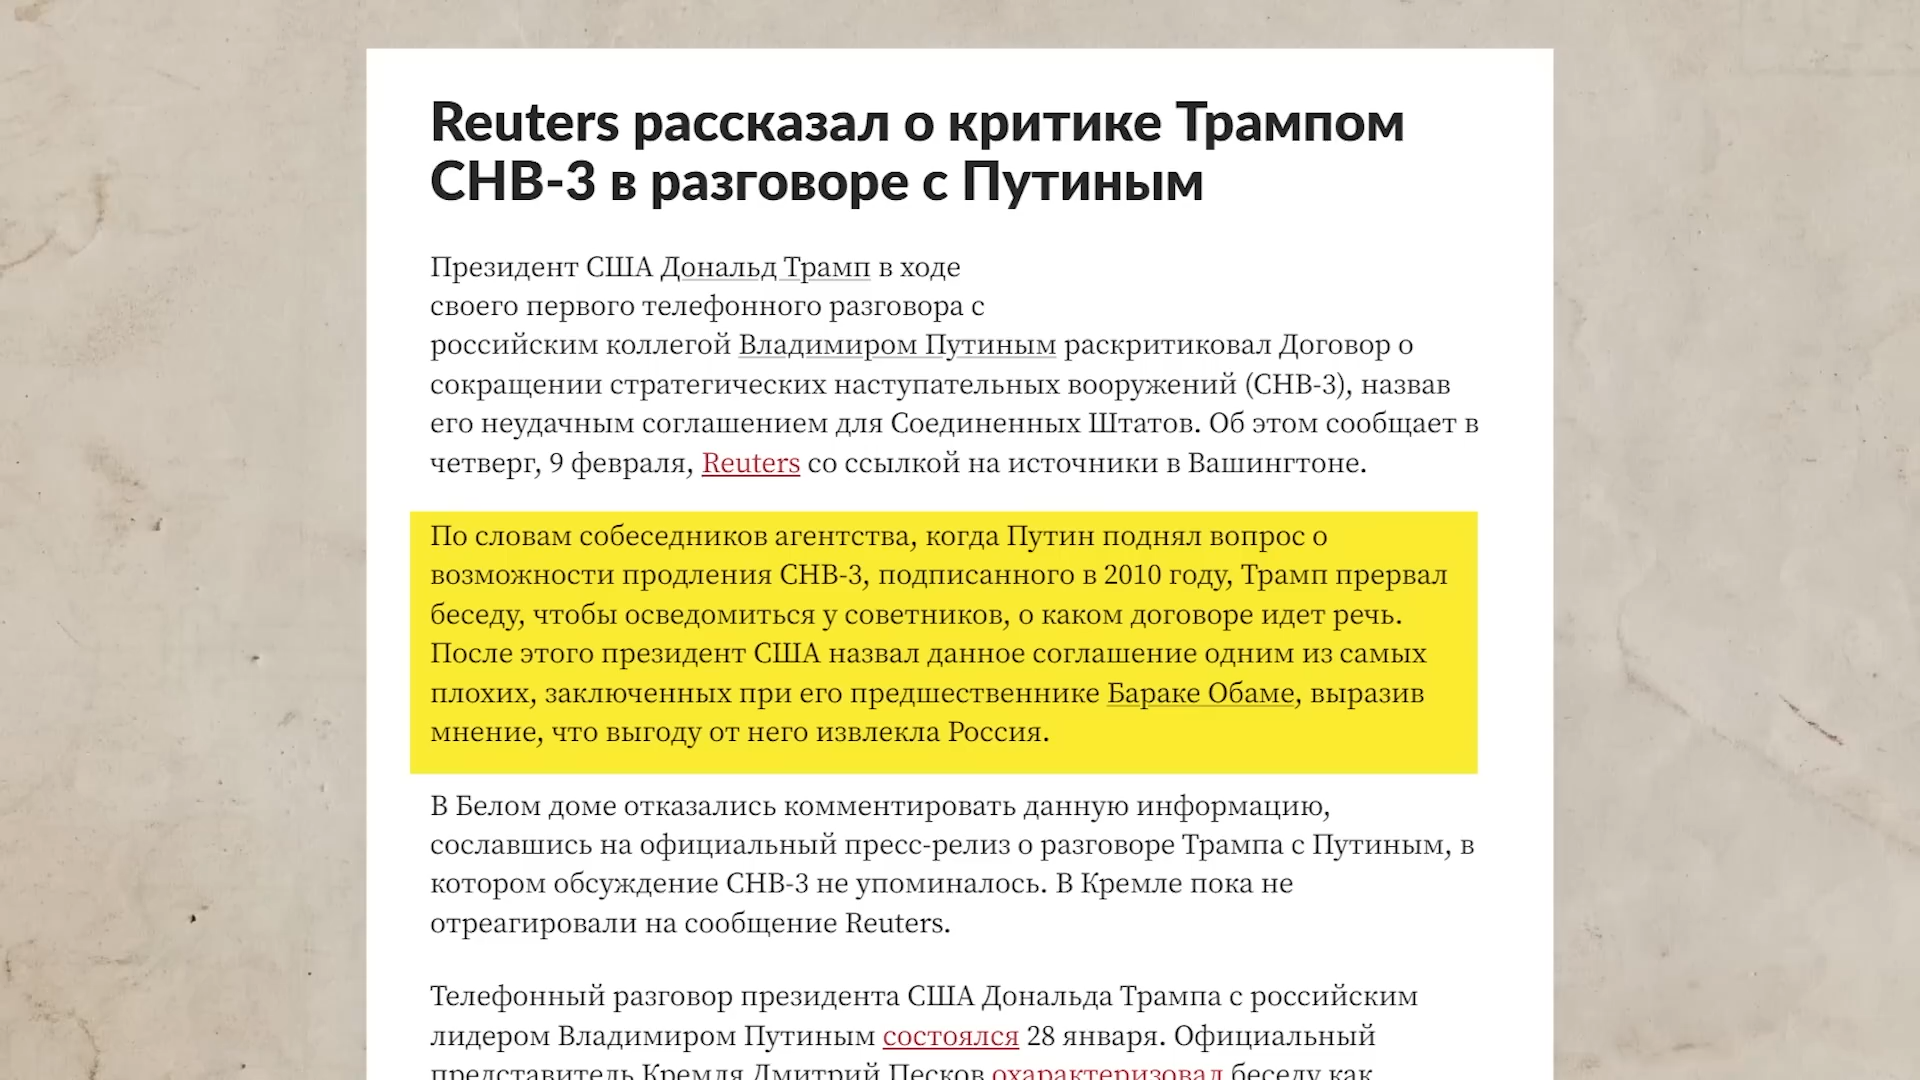 Reuters рассказал о критике Трампом
СНВ-3 в разговоре с Путиным
Президент США Дональд Трамп в ходе
своего первого телефонного разговора с
российским коллегой Владимиром Путиным раскритиковал Договор о
сокращении стратегических наступательных вооружений (СНВ-3), назвав
его неудачным соглашением для Соединенных Штатов. Об этом сообщает в
четверг, 9 февраля, Reuters со ссылкой на источники в Вашингтоне.
По словам собеседников агентства, когда Путин поднял вопрос о
возможности продления СНВ-3, подписанного в 2010 году, Трамп прервал
беседу, чтобы осведомиться у советников, о каком договоре идет речь.
После этого президент США назвал данное соглашение одним из самых
плохих, заключенных при его предшественнике Бараке Обаме, выразив
мнение, что выгоду от него извлекла Россия.
В Белом доме отказались комментировать данную информацию,
сославшись на официальный пресс-релиз о разговоре Трампа с Путиным, в
котором обсуждение СНВ-3 не упоминалось. В Кремле пока не
отреагировали на сообщение Reuters.
Телефонный разговор президента США Дональда Трампа с российским
лидером Владимиром Путиным состоялся 28 января. Официальный
представитель Кремля Дмитрий Песков охарактеризовал беседу как